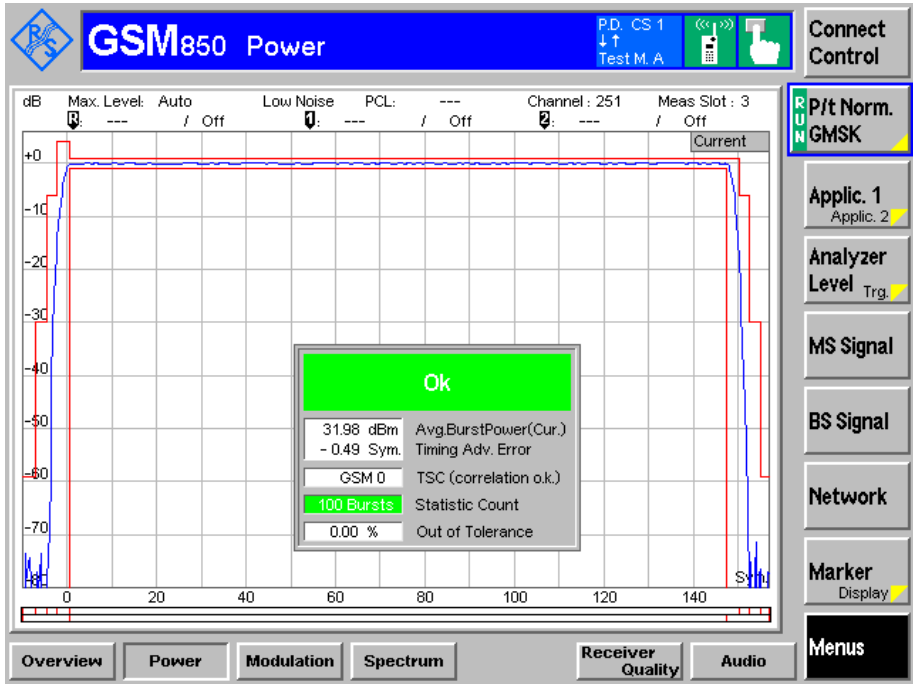 R&S
GSM850 Power
P.D. CS 1
Test M. A
Connect Control
dB Max. Level: Auto Low Noise PCL: --- Channel : 251 Meas Slot : 3
R: --- / Off 1: --- / Off 2: --- / Off
Current
+0
-10
-20
-30
-40
-50
-60
-70
-80
Sym.
0 20 40 60 80 100 120 140
Ok
31.98 dBm Avg.BurstPower(Cur.)
- 0.49 Sym. Timing Adv. Error
GSM 0 TSC (correlation o.k.)
100 Bursts Statistic Count
0.00 % Out of Tolerance
RUN
P/t Norm.
GMSK
Applic. 1
Applic. 2
Analyzer
Level Trg.
MS Signal
BS Signal
Network
Marker
Display
Menus
Overview Power Modulation Spectrum Receiver Quality Audio